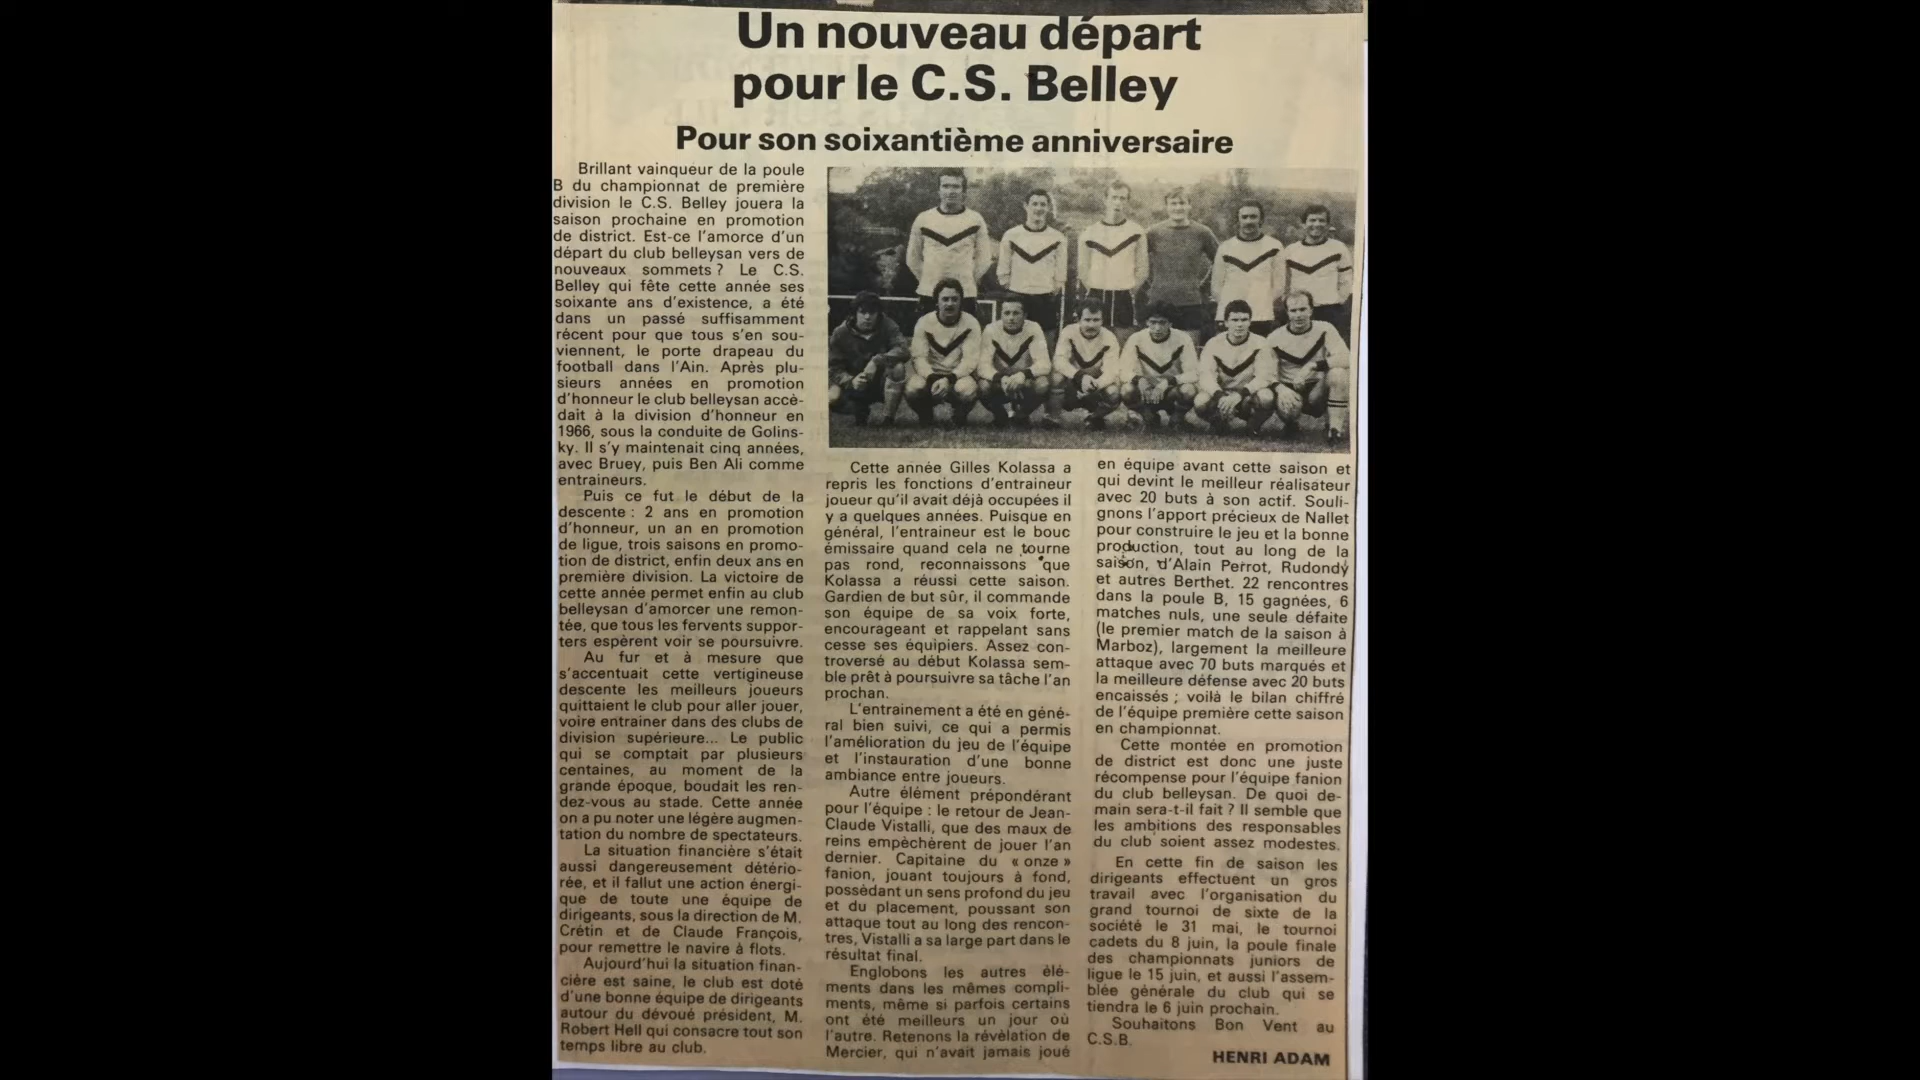 Un nouveau départ
pour le C.S. Belley
Pour son soixantième anniversaire
Brillant vainqueur de la poule
B du championnat de première
division le C.S. Belley jouera la
saison prochaine en promotion
de district. Est-ce l'amorce d'un
départ du club belleysan vers de
nouveaux sommets ? Le C.S.
Belley qui fête cette année ses
soixante ans d'existence, a été
dans un passé suffisamment
récent pour que tous s'en sou-
viennent, le porte drapeau du
football dans l'Ain. Après plu-
sieurs années en promotion
d'honneur le club belleysan accè-
dait à la division d'honneur en
1966, sous la conduite de Golins-
ky. Il s'y maintenait cinq années,
avec Bruey, puis Ben Ali comme
entraineurs.
Puis ce fut le début de la
descente : 2 ans en promotion
d'honneur, un an en promotion
de ligue, trois saisons en promo-
tion de district, enfin deux ans en
première division. La victoire de
cette année permet enfin au club
belleysan d'amorcer une remon-
tée, que tous les fervents suppor-
ters espèrent voir se poursuivre.
Au fur et à mesure que
s'accentuait cette vertigineuse
descente les meilleurs joueurs
quittaient le club pour aller jouer,
voire entrainer dans des clubs de
division supérieure... Le public
qui se comptait par plusieurs
centaines, au moment de la
grande époque, boudait les ren-
dez-vous au stade. Cette année
on a pu noter une légère augmen-
tation du nombre de spectateurs.
La situation financière s'était
aussi dangereusement détério-
rée, et il fallut une action énergi-
que de toute une équipe de
dirigeants, sous la direction de M.
Crétin et de Claude François,
pour remettre le navire à flots.
Aujourd'hui la situation finan-
cière est saine, le club est doté
d'une bonne équipe de dirigeants
autour du dévoué président, M.
Robert Hell qui consacre tout son
temps libre au club.
Cette année Gilles Kolassa a
repris les fonctions d'entraineur
joueur qu'il avait déjà occupées il
y a quelques années. Puisque en
général, l'entraineur est le bouc
émissaire quand cela ne tourne
pas rond, reconnaissons que
Kolassa a réussi cette saison.
Gardien de but sûr, il commande
son équipe de sa voix forte,
encourageant et rappelant sans
cesse ses équipiers. Assez con-
troversé au début Kolassa sem-
ble prêt à poursuivre sa tâche l'an
prochan.
L'entrainement a été en géné-
ral bien suivi, ce qui a permis
l'amélioration du jeu de l'équipe
et l'instauration d'une bonne
ambiance entre joueurs.
Autre élément prépondérant
pour l'équipe : le retour de Jean-
Claude Vistalli, que des maux de
reins empèchèrent de jouer l'an
dernier. Capitaine du « onze »
fanion, jouant toujours à fond,
possèdant un sens profond du jeu
et du placement, poussant son
attaque tout au long des rencon-
tres, Vistalli a sa large part dans le
résultat final.
Englobons les autres élé-
ments dans les mêmes compli-
ments, même si parfois certains
ont été meilleurs un jour où
l'autre. Retenons la révèlation de
Mercier, qui n'avait jamais joué
en équipe avant cette saison et
qui devint le meilleur réalisateur
avec 20 buts à son actif. Souli-
gnons l'apport précieux de Nallet
pour construire le jeu et la bonne
production, tout au long de la
saison, d'Alain Perrot, Rudondy
et autres Berthet. 22 rencontres
dans la poule B, 15 gagnées, 6
matches nuls, une seule défaite
(le premier match de la saison à
Marboz), largement la meilleure
attaque avec 70 buts marqués et
la meilleure défense avec 20 buts
encaissés ; voilà le bilan chiffré
de l'équipe première cette saison
en championnat.
Cette montée en promotion
de district est donc une juste
récompense pour l'équipe fanion
du club belleysan. De quoi de-
main sera-t-il fait ? Il semble que
les ambitions des responsables
du club soient assez modestes.
En cette fin de saison les
dirigeants effectuent un gros
travail avec l'organisation du
grand tournoi de sixte de la
société le 31 mai, le tournoi
cadets du 8 juin, la poule finale
des championnats juniors de
ligue le 15 juin, et aussi l'assem-
blée générale du club qui se
tiendra le 6 juin prochain.
Souhaitons Bon Vent au
C.S.B.
HENRI ADAM